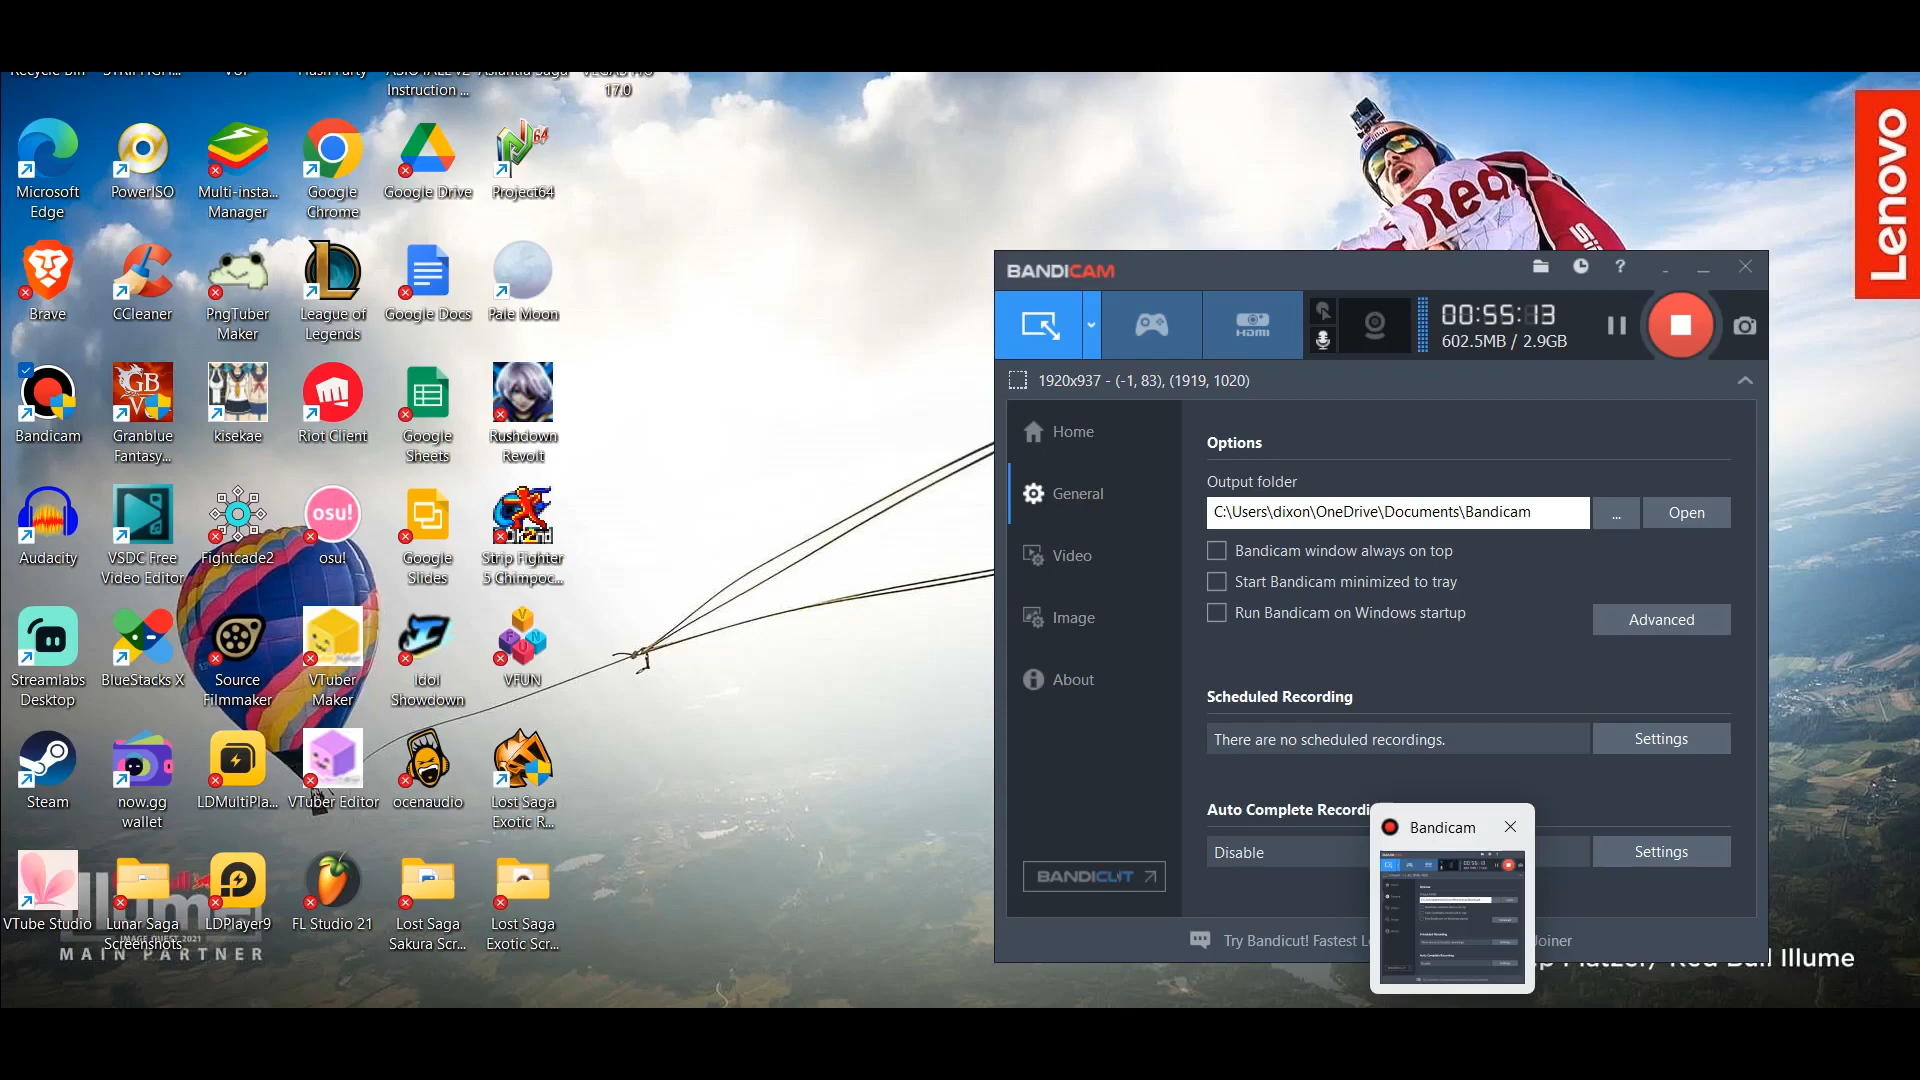 Instruction ...
17.0
Microsoft
Edge
PowerISO
Multi-insta...
Manager
Google
Chrome
Google Drive
Project64
Brave
CCleaner
PngTuber
Maker
League of
Legends
Google Docs
Pale Moon
Bandicam
Granblue
Fantasy...
kisekae
Riot Client
Google
Sheets
Rushdown
Revolt
Audacity
VSDC Free
Video Editor
Fightcade2
osu!
osu!
Google
Slides
Strip Fighter
5 Chimpoc...
Streamlabs
Desktop
BlueStacks X
Source
Filmmaker
VTuber
Maker
Idol
Showdown
VFUN
Steam
now.gg
wallet
LDMultiPla...
VTuber Editor
ocenaudio
Lost Saga
Exotic R...
VTube Studio
Lunar Saga
Screenshots
LDPlayer9
FL Studio 21
Lost Saga
Sakura Scr...
Lost Saga
Exotic Scr...
IMAGE QUEST 2021
MAIN PARTNER
Lenovo
Red
BANDICAM
HDMI
00:55:13
602.5MB / 2.9GB
1920x937 - (-1, 83), (1919, 1020)
Home
General
Video
Image
About
BANDICUT
Options
Output folder
C:\Users\dixon\OneDrive\Documents\Bandicam
...
Open
Bandicam window always on top
Start Bandicam minimized to tray
Run Bandicam on Windows startup
Advanced
Scheduled Recording
There are no scheduled recordings.
Settings
Auto Complete Recordi
Disable
Settings
Try Bandicut! Fastest
Joiner
Bandicam
Red Bull Illume